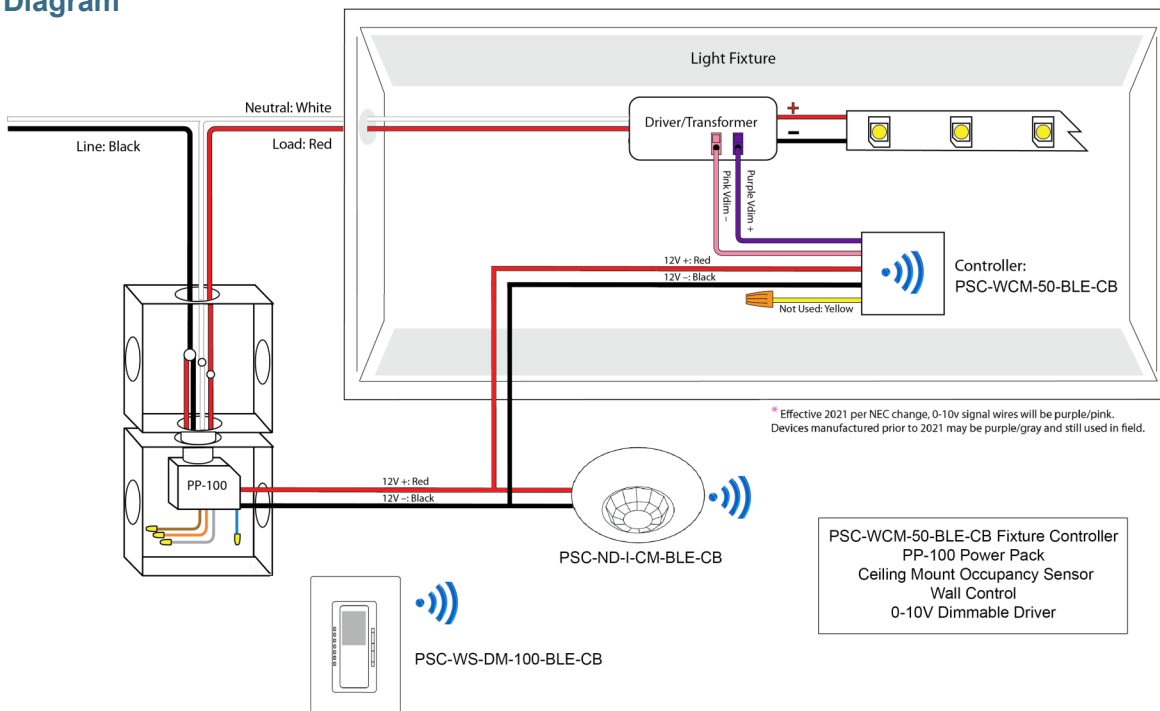 Diagram
Light Fixture
Neutral: White
Driver/Transformer
+
−
Line: Black
Load: Red
Pink Vdim −
Purple Vdim +
12V +: Red
12V −: Black
Controller:
PSC-WCM-50-BLE-CB
Not Used: Yellow
* Effective 2021 per NEC change, 0-10v signal wires will be purple/pink.
Devices manufactured prior to 2021 may be purple/gray and still used in field.
PP-100
12V +: Red
12V −: Black
PSC-ND-I-CM-BLE-CB
PSC-WCM-50-BLE-CB Fixture Controller
PP-100 Power Pack
Ceiling Mount Occupancy Sensor
Wall Control
0-10V Dimmable Driver
PSC-WS-DM-100-BLE-CB